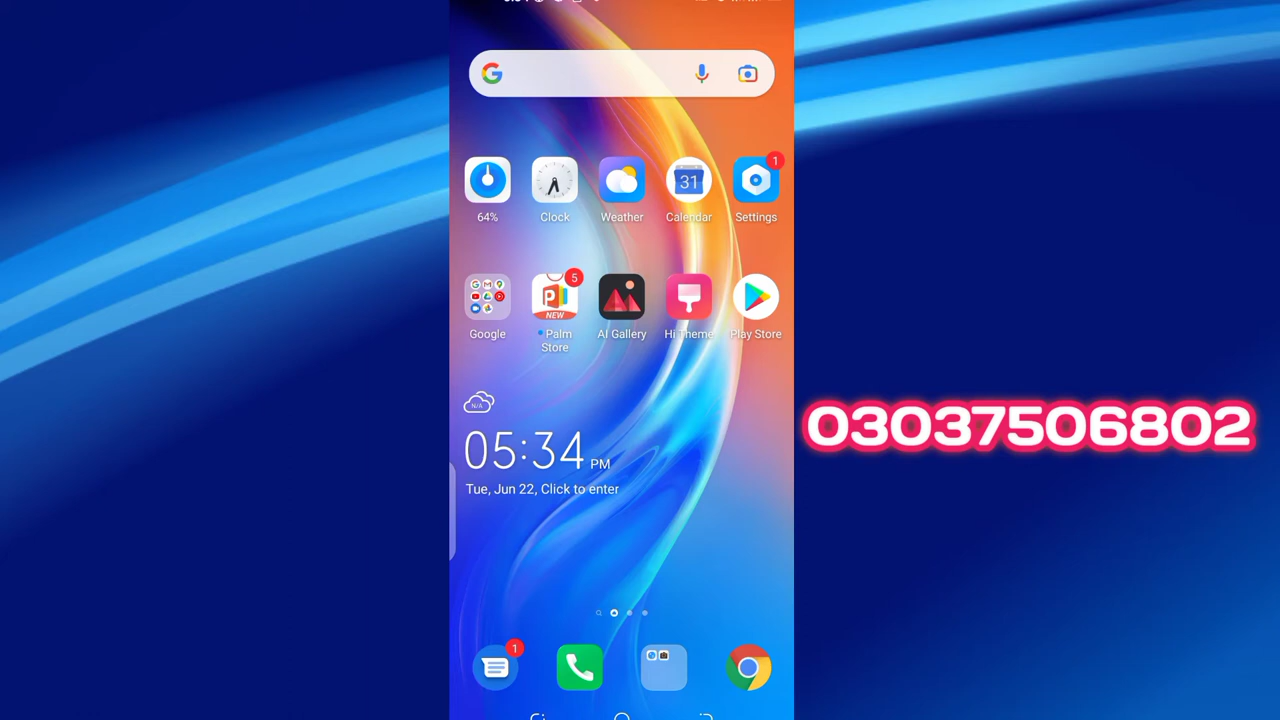 64%
Clock
Weather
31
Calendar
Settings
1
Google
5
NEW
Palm
Store
AI Gallery
Hi Theme
Play Store
N/A
05:34 PM
Tue, Jun 22, Click to enter
03037506802
1